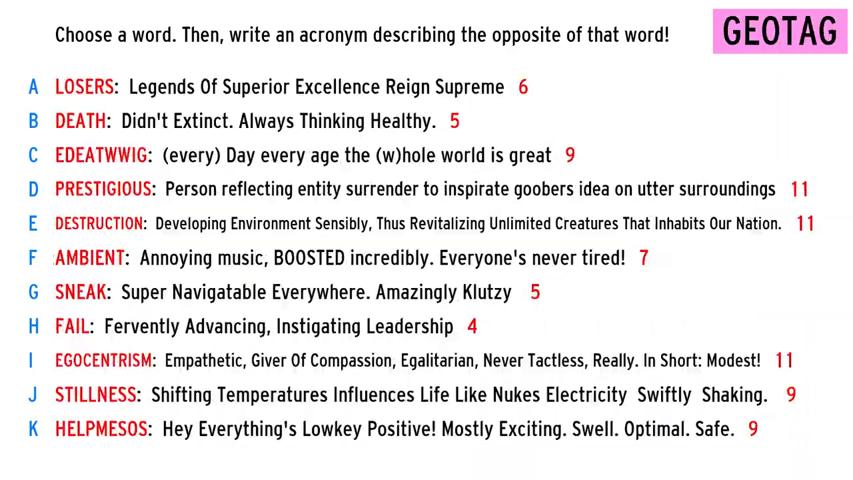 Choose a word. Then, write an acronym describing the opposite of that word!
GEOTAG
A LOSERS: Legends Of Superior Excellence Reign Supreme 6
B DEATH: Didn't Extinct. Always Thinking Healthy. 5
C EDEATWWIG: (every) Day every age the (w)hole world is great 9
D PRESTIGIOUS: Person reflecting entity surrender to inspirate goobers idea on utter surroundings 11
E DESTRUCTION: Developing Environment Sensibly, Thus Revitalizing Unlimited Creatures That Inhabits Our Nation. 11
F AMBIENT: Annoying music, BOOSTED incredibly. Everyone's never tired! 7
G SNEAK: Super Navigatable Everywhere. Amazingly Klutzy 5
H FAIL: Fervently Advancing, Instigating Leadership 4
I EGOCENTRISM: Empathetic, Giver Of Compassion, Egalitarian, Never Tactless, Really. In Short: Modest! 11
J STILLNESS: Shifting Temperatures Influences Life Like Nukes Electricity Swiftly Shaking. 9
K HELPMESOS: Hey Everything's Lowkey Positive! Mostly Exciting. Swell. Optimal. Safe. 9